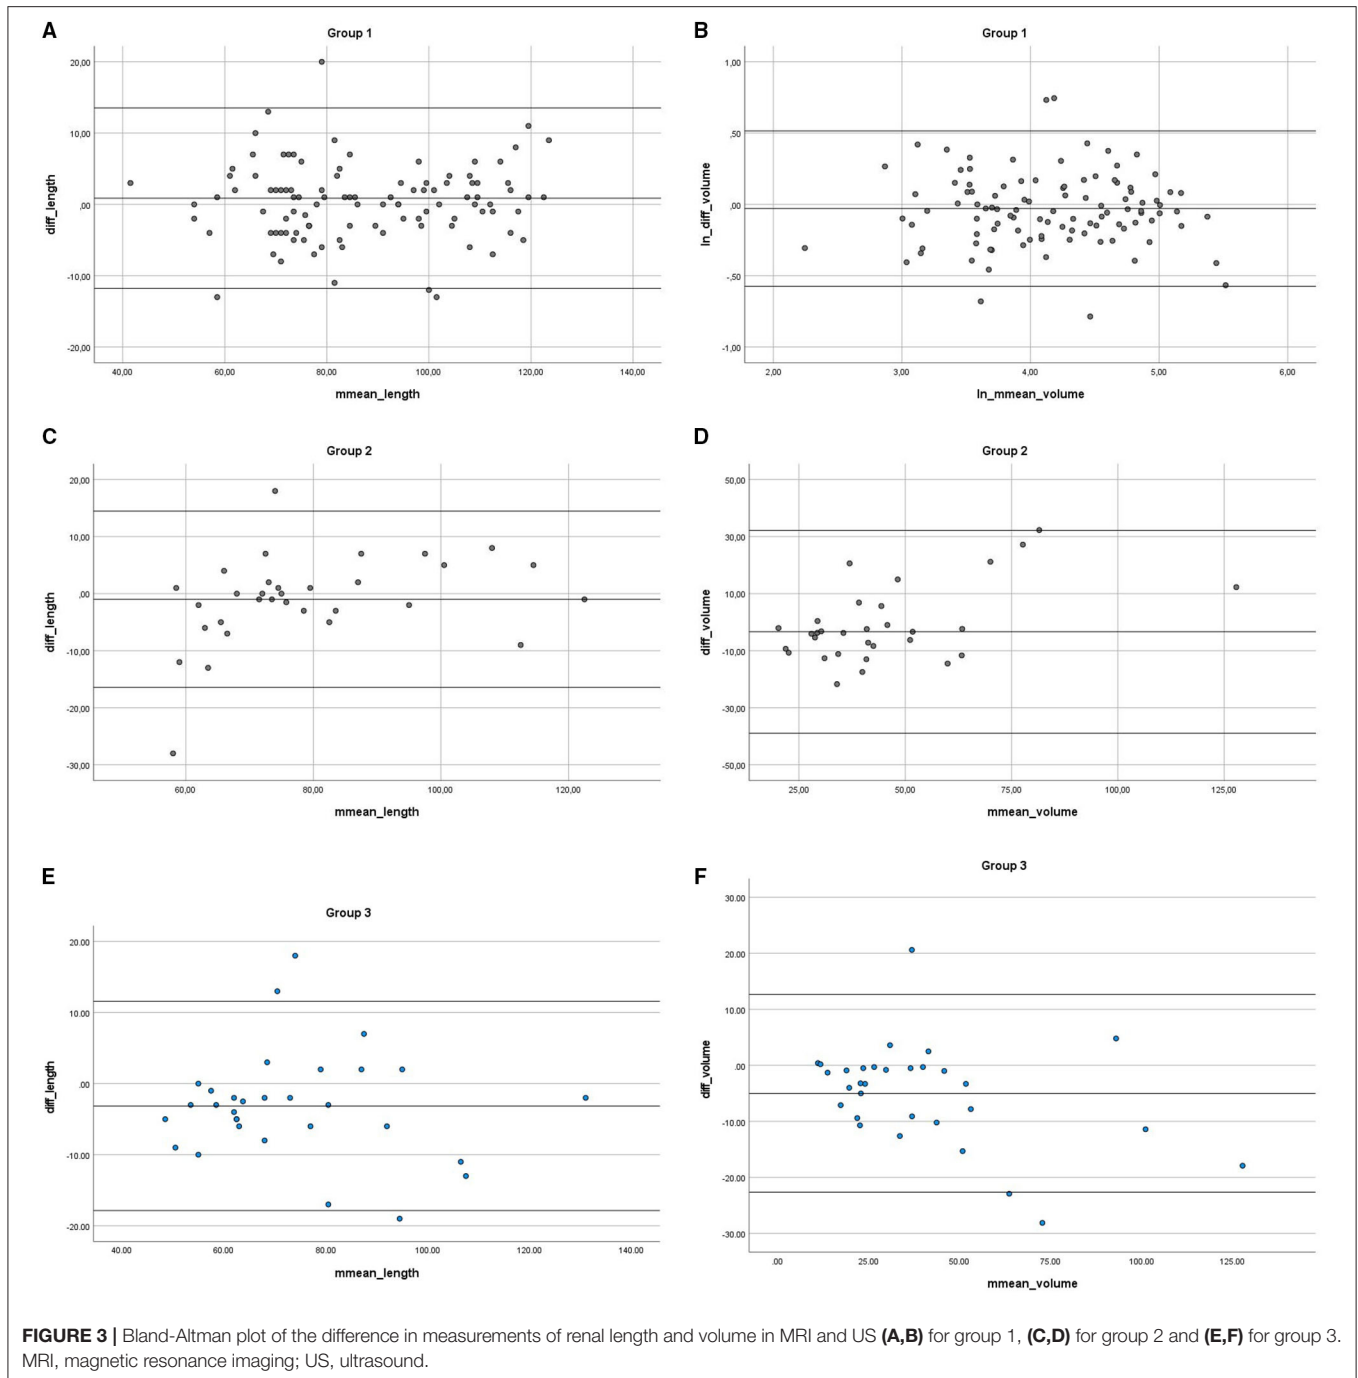 A
Group 1
20,00
10,00
,00
-10,00
-20,00
diff_length
40,00 60,00 80,00 100,00 120,00 140,00
mmean_length
B
Group 1
1,00
,50
,00
-,50
-1,00
ln_diff_volume
2,00 3,00 4,00 5,00 6,00
ln_mmean_volume
C
Group 2
20,00
10,00
,00
-10,00
-20,00
-30,00
diff_length
60,00 80,00 100,00 120,00
mmean_length
D
Group 2
50,00
30,00
10,00
-10,00
-30,00
-50,00
diff_volume
25,00 50,00 75,00 100,00 125,00
mmean_volume
E
Group 3
20.00
10.00
.00
-10.00
-20.00
diff_length
40.00 60.00 80.00 100.00 120.00 140.00
mmean_length
F
Group 3
30.00
20.00
10.00
.00
-10.00
-20.00
-30.00
diff_volume
.00 25.00 50.00 75.00 100.00 125.00
mmean_volume
FIGURE 3 | Bland-Altman plot of the difference in measurements of renal length and volume in MRI and US (A,B) for group 1, (C,D) for group 2 and (E,F) for group 3.
MRI, magnetic resonance imaging; US, ultrasound.